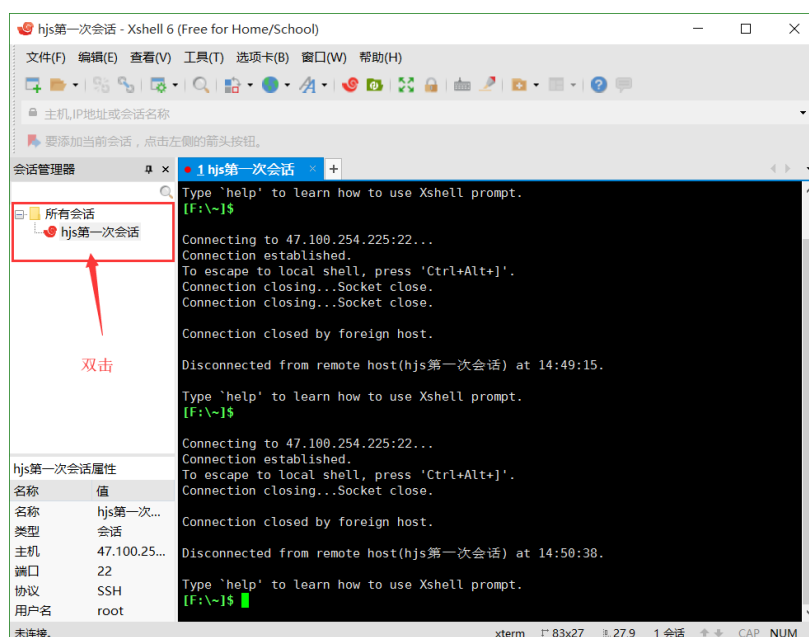 hjs第一次会话 - Xshell 6 (Free for Home/School)
文件(F) 编辑(E) 查看(V) 工具(T) 选项卡(B) 窗口(W) 帮助(H)
主机,IP地址或会话名称
要添加当前会话，点击左侧的箭头按钮。
会话管理器
1 hjs第一次会话
所有会话
hjs第一次会话
双击
Type `help' to learn how to use Xshell prompt.
[F:\~]$
Connecting to 47.100.254.225:22...
Connection established.
To escape to local shell, press 'Ctrl+Alt+]'.
Connection closing...Socket close.
Connection closing...Socket close.
Connection closed by foreign host.
Disconnected from remote host(hjs第一次会话) at 14:49:15.
Type `help' to learn how to use Xshell prompt.
[F:\~]$
Connecting to 47.100.254.225:22...
Connection established.
To escape to local shell, press 'Ctrl+Alt+]'.
Connection closing...Socket close.
Connection closed by foreign host.
Disconnected from remote host(hjs第一次会话) at 14:50:38.
Type `help' to learn how to use Xshell prompt.
[F:\~]$
hjs第一次会话属性
名称 值
名称 hjs第一次...
类型 会话
主机 47.100.25...
端口 22
协议 SSH
用户名 root
未连接。 xterm 83x27 27,9 1 会话 CAP NUM